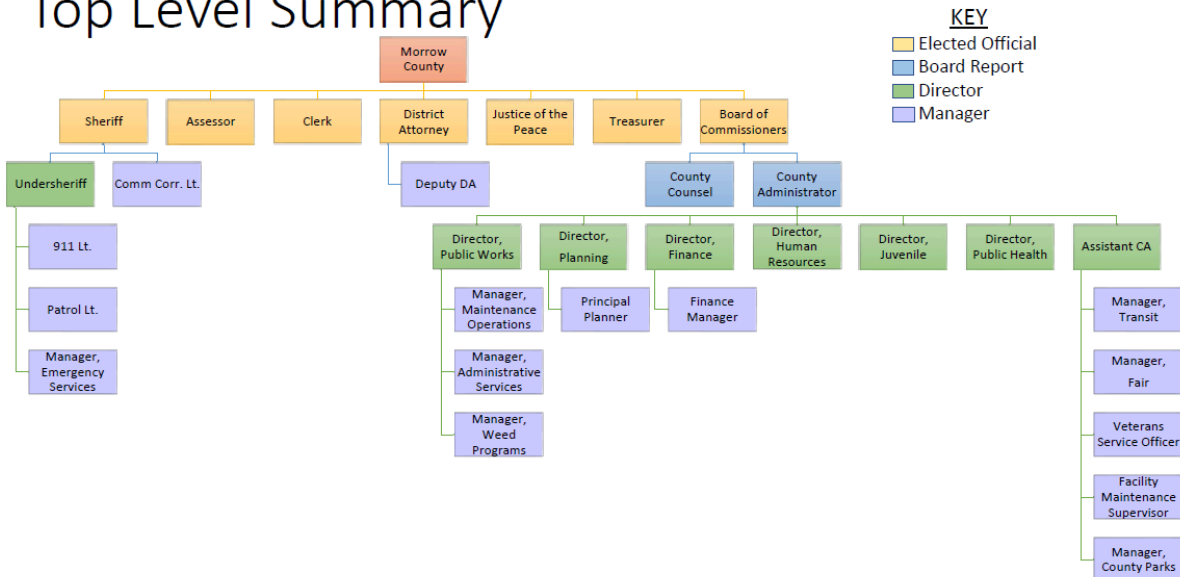 Top Level Summary
KEY
Elected Official
Board Report
Director
Manager
Morrow
County
Sheriff
Assessor
Clerk
District
Attorney
Justice of the
Peace
Treasurer
Board of
Commissioners
Undersheriff
Comm Corr. Lt.
Deputy DA
County
Counsel
County
Administrator
911 Lt.
Patrol Lt.
Manager,
Emergency
Services
Director,
Public Works
Director,
Planning
Director,
Finance
Director,
Human
Resources
Director,
Juvenile
Director,
Public Health
Assistant CA
Manager,
Maintenance
Operations
Manager,
Administrative
Services
Manager,
Weed
Programs
Principal
Planner
Finance
Manager
Manager,
Transit
Manager,
Fair
Veterans
Service Officer
Facility
Maintenance
Supervisor
Manager,
County Parks